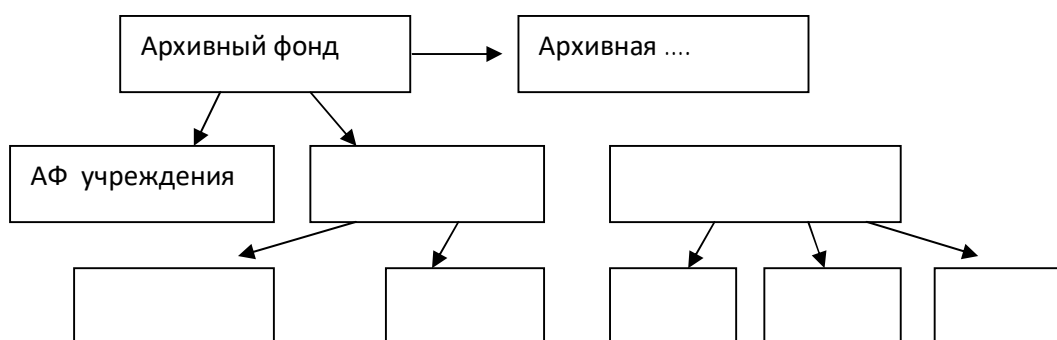 Архивный фонд
Архивная ....
АФ учреждения